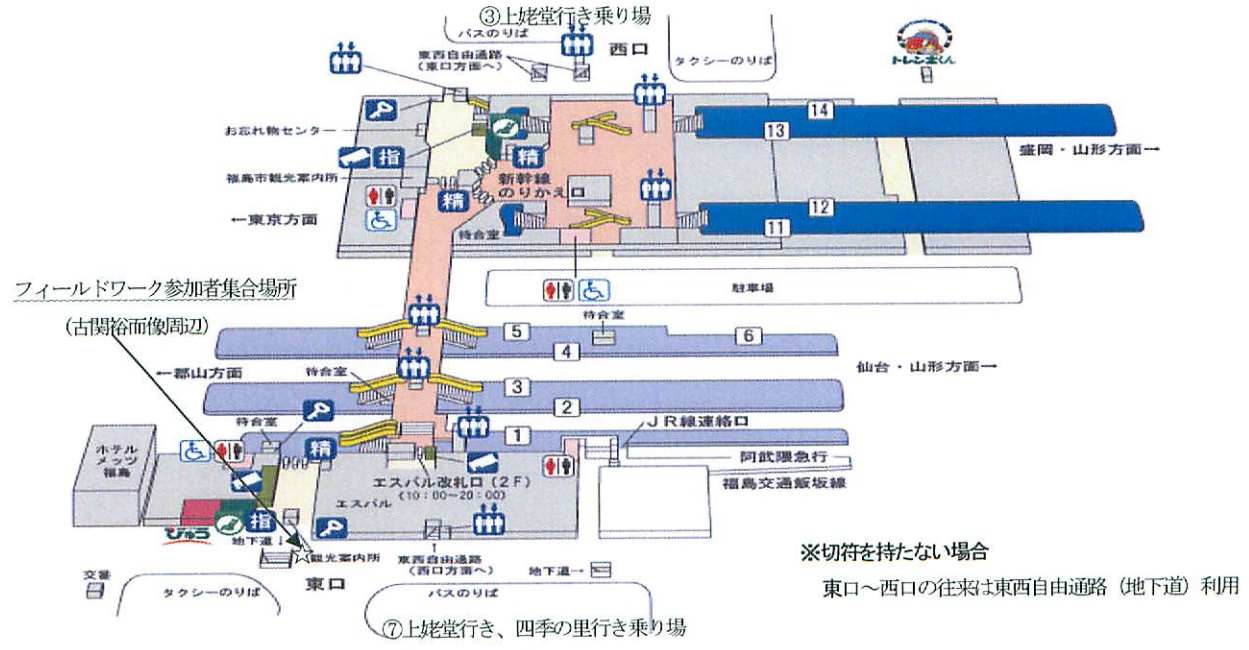 ③上姥堂行き乗り場
バスのりば
西口
東西自由通路
(東口方面へ)
タクシーのりば
トレン太くん
お忘れ物センター
指
福島市観光案内所
精
新幹線
のりかえ口
精
14
13
盛岡・山形方面→
←東京方面
待合室
12
11
フィールドワーク参加者集合場所
(古関裕而像周辺)
駐車場
待合室
5
6
4
←郡山方面
仙台・山形方面→
待合室
3
2
待合室
1
JR線連絡口
精
ホテル
メッツ
福島
阿武隈急行
福島交通飯坂線
エスパル改札口(2F)
(10:00~20:00)
エスパル
びゅう
指
地下道↓
☆観光案内所
東西自由通路
(西口方面へ)
地下道→
※切符を持たない場合
東口~西口の往来は東西自由通路(地下道)利用
交番
東口
タクシーのりば
バスのりば
⑦上姥堂行き、四季の里行き乗り場